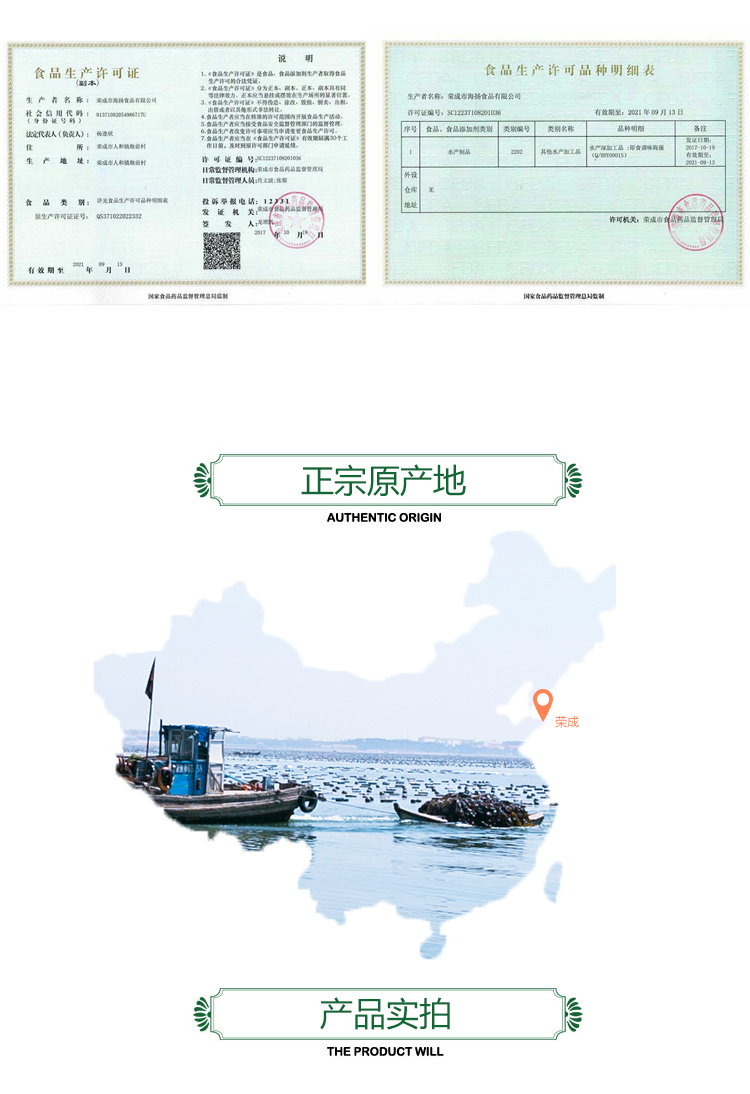 食品生产许可证
(副本)
生产者名称: 荣成市海扬食品有限公司
社会信用代码:
(身份证号码)
91371082054986717U
法定代表人(负责人):
住所: 荣成市人和镇炮前村
生产地址: 荣成市人和镇炮前村
食品类别: 详见食品生产许可品种明细表
原生产许可证证号: QS371022022332
有效期至 2021 年 09 月 13 日
说 明
1.《食品生产许可证》是食品、食品添加剂生产者取得食品
生产许可的合法凭证。
2.《食品生产许可证》分为正本、副本。正本、副本具有同
等法律效力。正本应当悬挂或摆放在生产场所的显著位置。
3.《食品生产许可证》不得伪造、涂改、毁损、倒卖、出租、
出借或者以其他形式非法转让。
4.食品生产者应当在核准的许可范围内开展食品生产活动。
5.食品生产者应当接受食品安全监督管理部门的监督管理。
6.食品生产者改变许可事项应当申请变更食品生产许可。
7.食品生产者应当在《食品生产许可证》有效期届满30个工
作日前,及时到原许可部门申请延续。
许可证编号: SC12237108201036
日常监督管理机构: 荣成市食品药品监督管理局
日常监督管理人员:
投诉举报电话: 12331
发证机关: 荣成市食品药品监督管理局
签发人:
2017 年 10 月 19 日
国家食品药品监督管理总局监制
食品生产许可品种明细表
生产者名称: 荣成市海扬食品有限公司
许可证编号: SC12237108201036 有效期至: 2021 年 09 月 13 日
序号 食品、食品添加剂类别 类别编号 类别名称 品种明细 备注
1 水产制品 2202 其他水产加工品 水产深加工品:即食调味海藻
(Q/HHY0001S)
发证日期:
2017-10-19
有效期至:
2021-09-13
外设
仓库
地址
无
许可机关: 荣成市食品药品监督管理局
国家食品药品监督管理总局监制
正宗原产地
AUTHENTIC ORIGIN
荣成
产品实拍
THE PRODUCT WILL